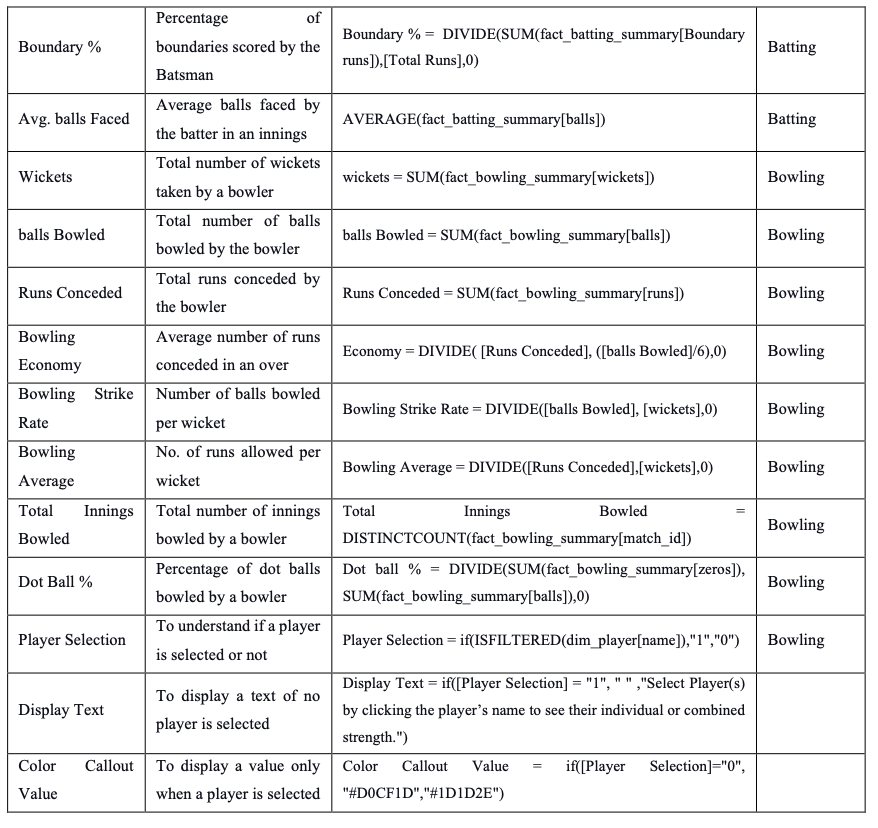 Boundary %
Percentage of
boundaries scored by the
Batsman
Boundary % = DIVIDE(SUM(fact_batting_summary[Boundary
runs]),[Total Runs],0)
Batting
Avg. balls Faced
Average balls faced by
the batter in an innings
AVERAGE(fact_batting_summary[balls])
Batting
Wickets
Total number of wickets
taken by a bowler
wickets = SUM(fact_bowling_summary[wickets])
Bowling
balls Bowled
Total number of balls
bowled by the bowler
balls Bowled = SUM(fact_bowling_summary[balls])
Bowling
Runs Conceded
Total runs conceded by
the bowler
Runs Conceded = SUM(fact_bowling_summary[runs])
Bowling
Bowling
Economy
Average number of runs
conceded in an over
Economy = DIVIDE( [Runs Conceded], ([balls Bowled]/6),0)
Bowling
Bowling Strike
Rate
Number of balls bowled
per wicket
Bowling Strike Rate = DIVIDE([balls Bowled], [wickets],0)
Bowling
Bowling
Average
No. of runs allowed per
wicket
Bowling Average = DIVIDE([Runs Conceded],[wickets],0)
Bowling
Total Innings
Bowled
Total number of innings
bowled by a bowler
Total Innings Bowled =
DISTINCTCOUNT(fact_bowling_summary[match_id])
Bowling
Dot Ball %
Percentage of dot balls
bowled by a bowler
Dot ball % = DIVIDE(SUM(fact_bowling_summary[zeros]),
SUM(fact_bowling_summary[balls]),0)
Bowling
Player Selection
To understand if a player
is selected or not
Player Selection = if(ISFILTERED(dim_player[name]),"1","0")
Bowling
Display Text
To display a text of no
player is selected
Display Text = if([Player Selection] = "1", " " ,"Select Player(s)
by clicking the player’s name to see their individual or combined
strength.")
Color Callout
Value
To display a value only
when a player is selected
Color Callout Value = if([Player Selection]="0",
"#D0CF1D","#1D1D2E")